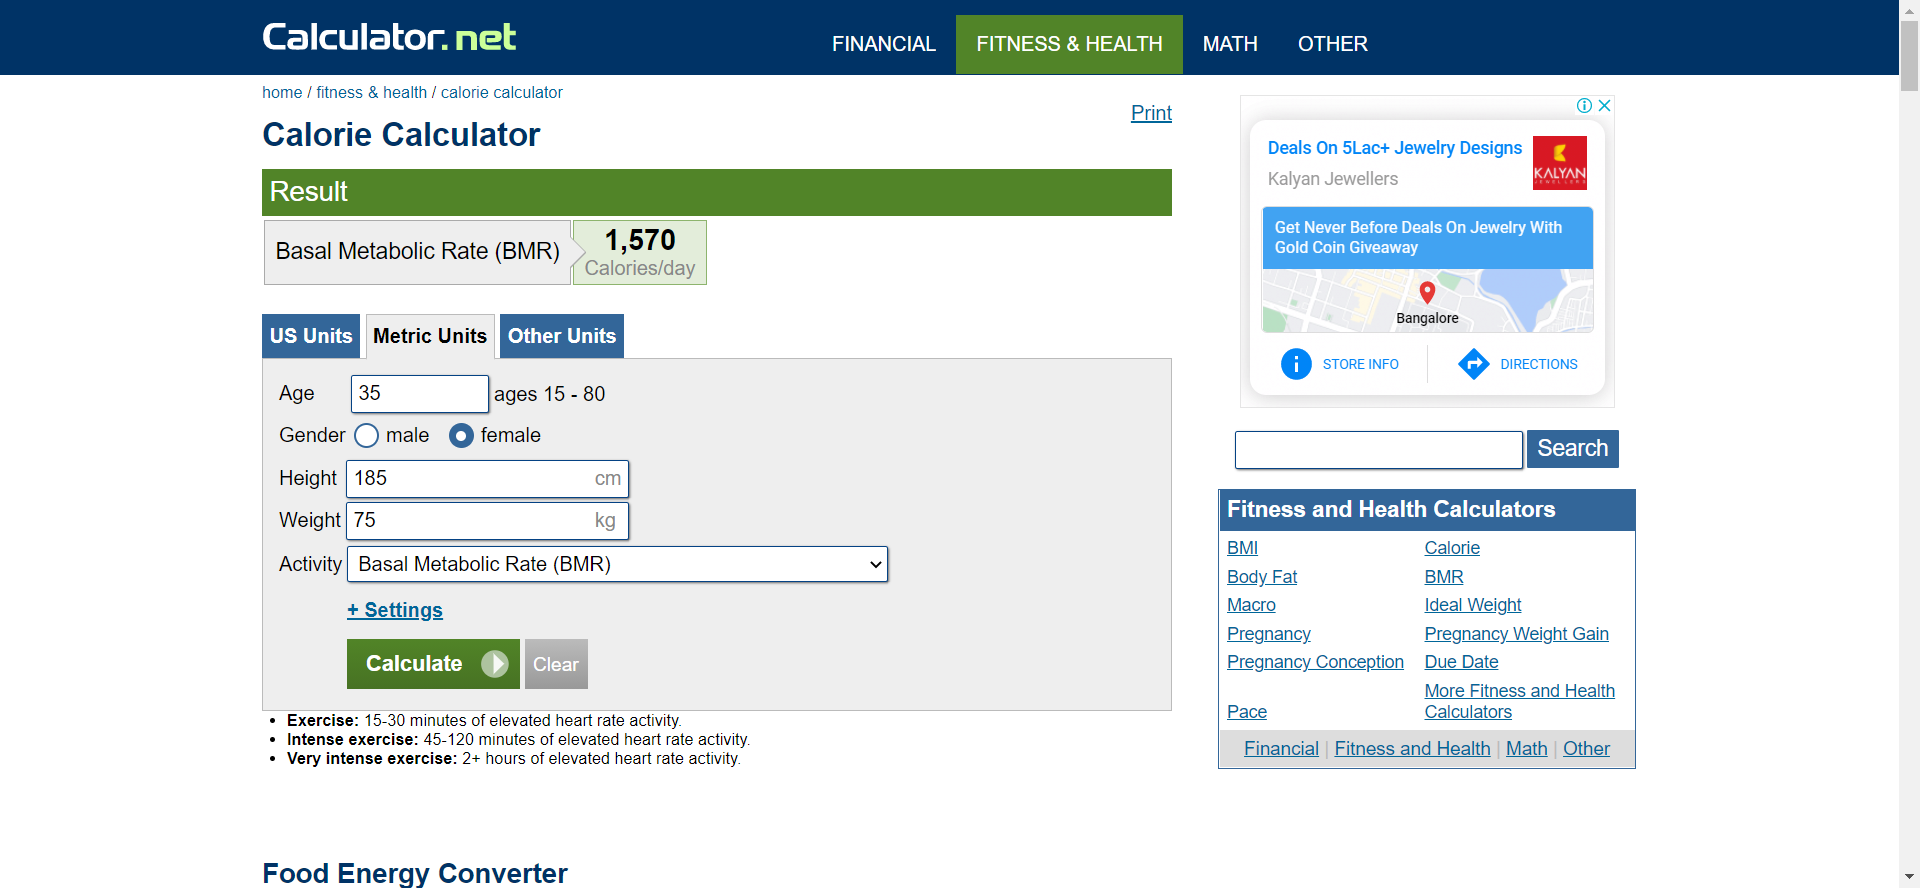 Calculator.net
FINANCIAL FITNESS & HEALTH MATH OTHER
home / fitness & health / calorie calculator
Print
Calorie Calculator
Result
Basal Metabolic Rate (BMR)
1,570
Calories/day
US Units Metric Units Other Units
Age 35 ages 15 - 80
Gender male female
Height 185 cm
Weight 75 kg
Activity Basal Metabolic Rate (BMR)
+ Settings
Calculate Clear
• Exercise: 15-30 minutes of elevated heart rate activity.
• Intense exercise: 45-120 minutes of elevated heart rate activity.
• Very intense exercise: 2+ hours of elevated heart rate activity.
Food Energy Converter
Deals On 5Lac+ Jewelry Designs
Kalyan Jewellers
KALYAN
JEWELLERS
Get Never Before Deals On Jewelry With
Gold Coin Giveaway
Bangalore
STORE INFO DIRECTIONS
Search
Fitness and Health Calculators
BMI Calorie
Body Fat BMR
Macro Ideal Weight
Pregnancy Pregnancy Weight Gain
Pregnancy Conception Due Date
Pace More Fitness and Health
Calculators
Financial | Fitness and Health | Math | Other